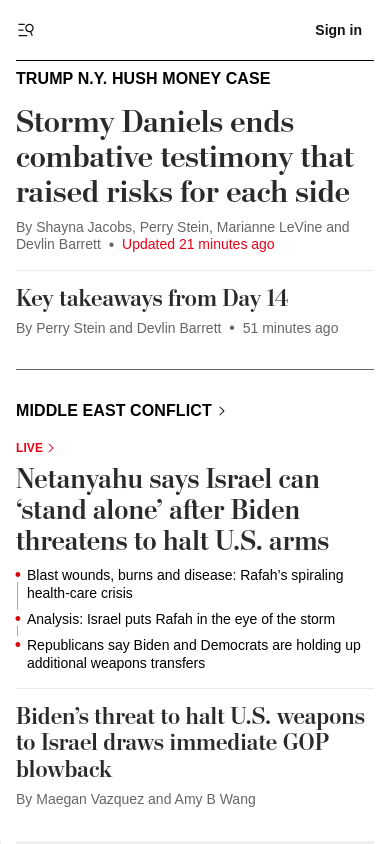 Sign in
TRUMP N.Y. HUSH MONEY CASE
Stormy Daniels ends
combative testimony that
raised risks for each side
By Shayna Jacobs, Perry Stein, Marianne LeVine and
Devlin Barrett • Updated 21 minutes ago
Key takeaways from Day 14
By Perry Stein and Devlin Barrett • 51 minutes ago
MIDDLE EAST CONFLICT
LIVE
Netanyahu says Israel can
‘stand alone’ after Biden
threatens to halt U.S. arms
Blast wounds, burns and disease: Rafah’s spiraling
health-care crisis
Analysis: Israel puts Rafah in the eye of the storm
Republicans say Biden and Democrats are holding up
additional weapons transfers
Biden’s threat to halt U.S. weapons
to Israel draws immediate GOP
blowback
By Maegan Vazquez and Amy B Wang